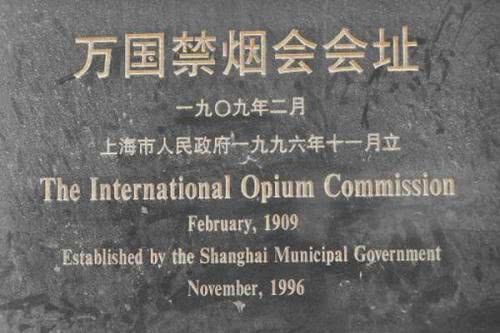 万国禁烟会会址
一九〇九年二月
上海市人民政府一九九六年十一月立
The International Opium Commission
February, 1909
Established by the Shanghai Municipal Government
November, 1996